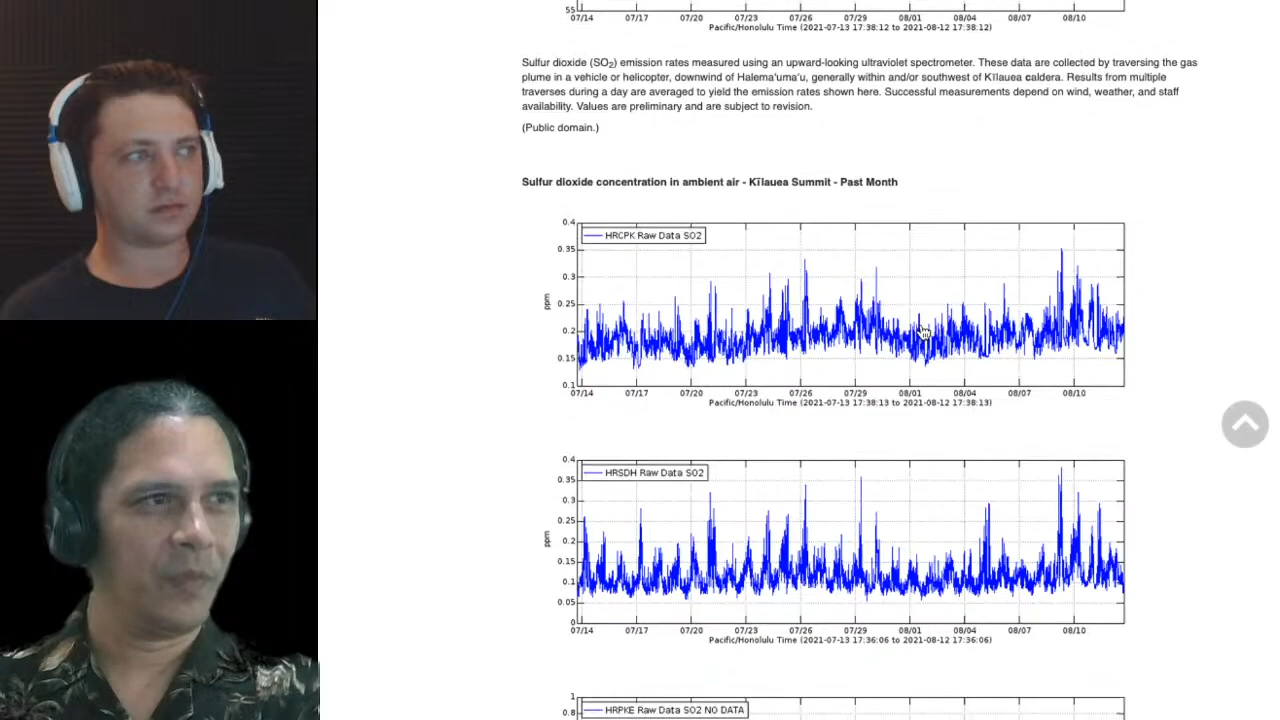 55
07/14 07/17 07/20 07/23 07/26 07/29 08/01 08/04 08/07 08/10
Pacific/Honolulu Time (2021-07-13 17:38:12 to 2021-08-12 17:38:12)
Sulfur dioxide (SO2) emission rates measured using an upward-looking ultraviolet spectrometer. These data are collected by traversing the gas
plume in a vehicle or helicopter, downwind of Halemaʻumaʻu, generally within and/or southwest of Kīlauea caldera. Results from multiple
traverses during a day are averaged to yield the emission rates shown here. Successful measurements depend on wind, weather, and staff
availability. Values are preliminary and are subject to revision.
(Public domain.)
Sulfur dioxide concentration in ambient air - Kīlauea Summit - Past Month
HRCPK Raw Data SO2
0.4
0.35
0.3
0.25
0.2
0.15
0.1
ppm
07/14 07/17 07/20 07/23 07/26 07/29 08/01 08/04 08/07 08/10
Pacific/Honolulu Time (2021-07-13 17:38:13 to 2021-08-12 17:38:13)
HRSDH Raw Data SO2
0.4
0.35
0.3
0.25
0.2
0.15
0.1
0.05
0
ppm
07/14 07/17 07/20 07/23 07/26 07/29 08/01 08/04 08/07 08/10
Pacific/Honolulu Time (2021-07-13 17:36:06 to 2021-08-12 17:36:06)
1
0.8
HRPKE Raw Data SO2 NO DATA